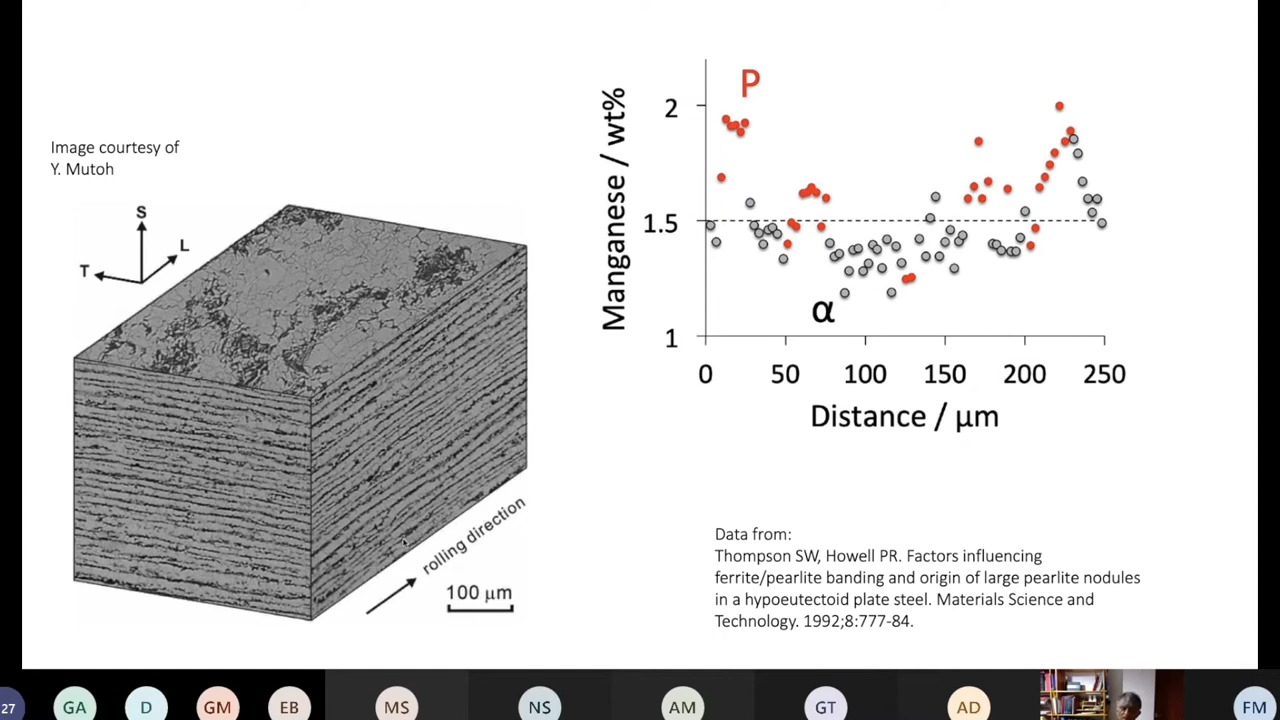 Image courtesy of
Y. Mutoh
S
L
T
rolling direction
100 μm
P
α
Manganese / wt%
2
1.5
1
0 50 100 150 200 250
Distance / μm
Data from:
Thompson SW, Howell PR. Factors influencing
ferrite/pearlite banding and origin of large pearlite nodules
in a hypoeutectoid plate steel. Materials Science and
Technology. 1992;8:777-84.
27 GA D GM EB MS NS AM GT AD FM